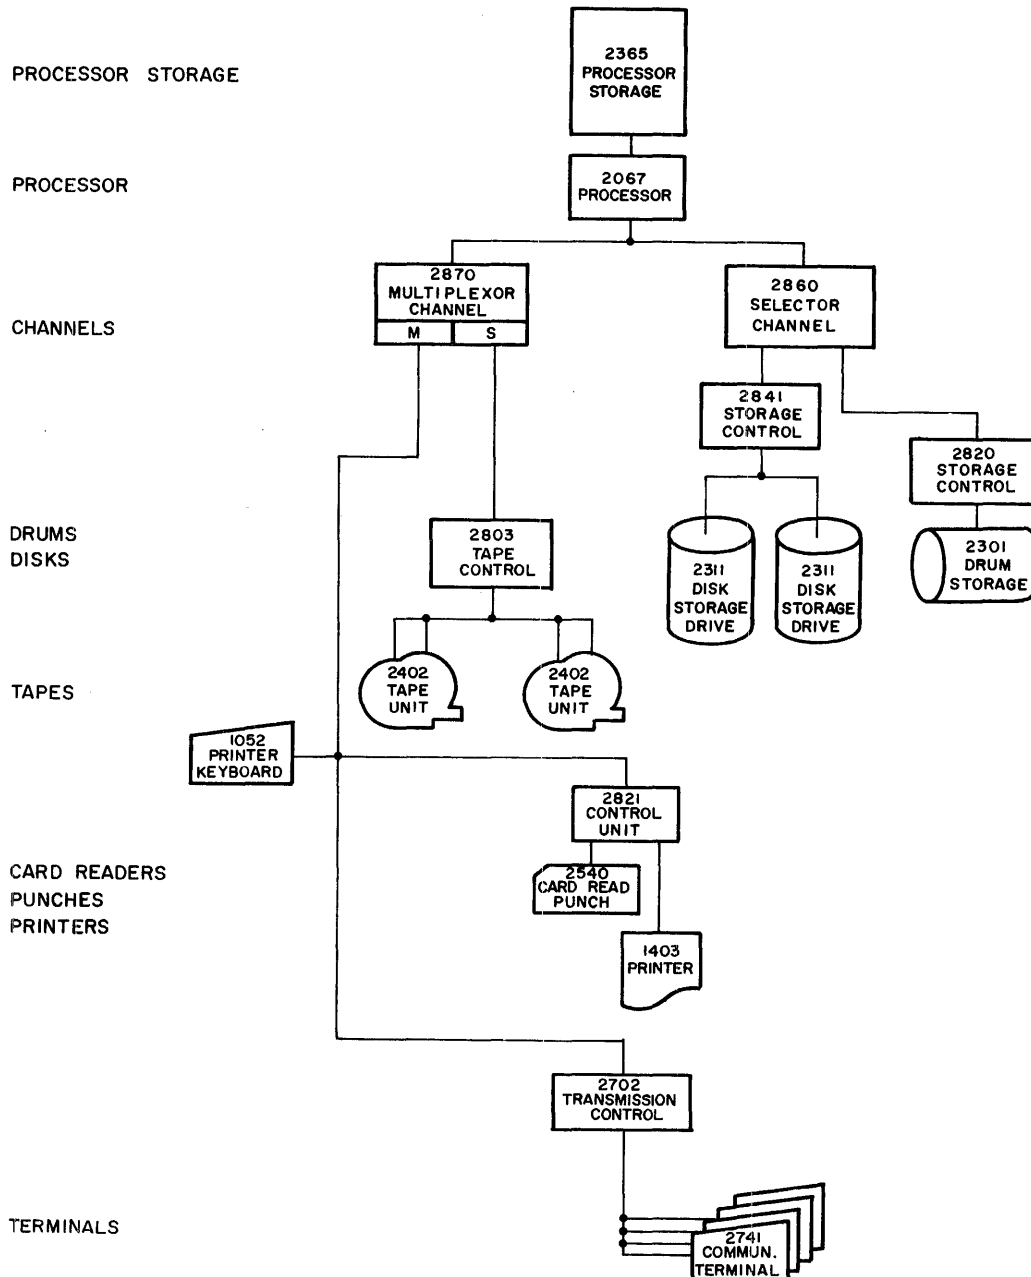 PROCESSOR STORAGE
2365
PROCESSOR
STORAGE
PROCESSOR
2067
PROCESSOR
CHANNELS
2870
MULTIPLEXOR
CHANNEL
M S
2860
SELECTOR
CHANNEL
2841
STORAGE
CONTROL
2820
STORAGE
CONTROL
DRUMS
DISKS
2803
TAPE
CONTROL
2311
DISK
STORAGE
DRIVE
2311
DISK
STORAGE
DRIVE
2301
DRUM
STORAGE
TAPES
2402
TAPE
UNIT
2402
TAPE
UNIT
1052
PRINTER
KEYBOARD
2821
CONTROL
UNIT
CARD READERS
PUNCHES
PRINTERS
2540
CARD READ
PUNCH
1403
PRINTER
2702
TRANSMISSION
CONTROL
TERMINALS
2741
COMMUN.
TERMINAL